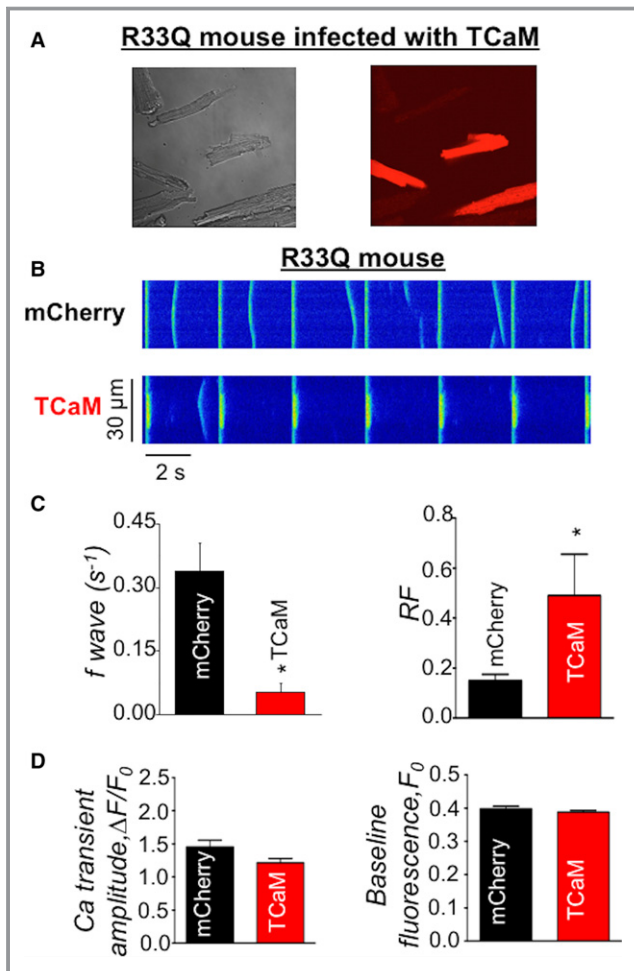 A
R33Q mouse infected with TCaM
B
R33Q mouse
mCherry
TCaM
30 µm
2 s
C
f wave (s⁻¹)
0.45
0.30
0.15
0.00
mCherry
* TCaM
RF
0.8
0.6
0.4
0.2
0.0
mCherry
*
TCaM
D
Ca transient
amplitude,ΔF/F₀
2.5
2.0
1.5
1.0
0.5
0.0
mCherry
TCaM
Baseline
fluorescence,F₀
0.5
0.4
0.3
0.2
0.1
0.0
mCherry
TCaM